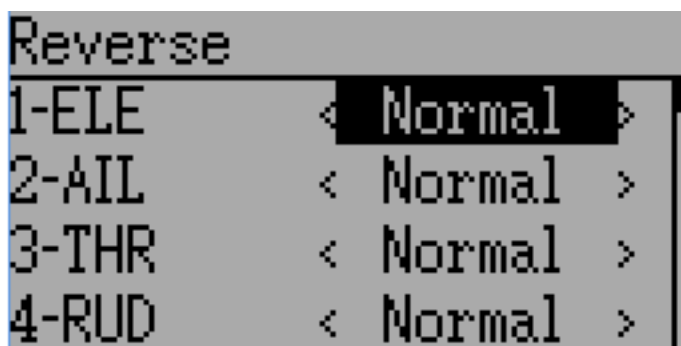 Reverse
1-ELE < Normal >
2-AIL < Normal >
3-THR < Normal >
4-RUD < Normal >